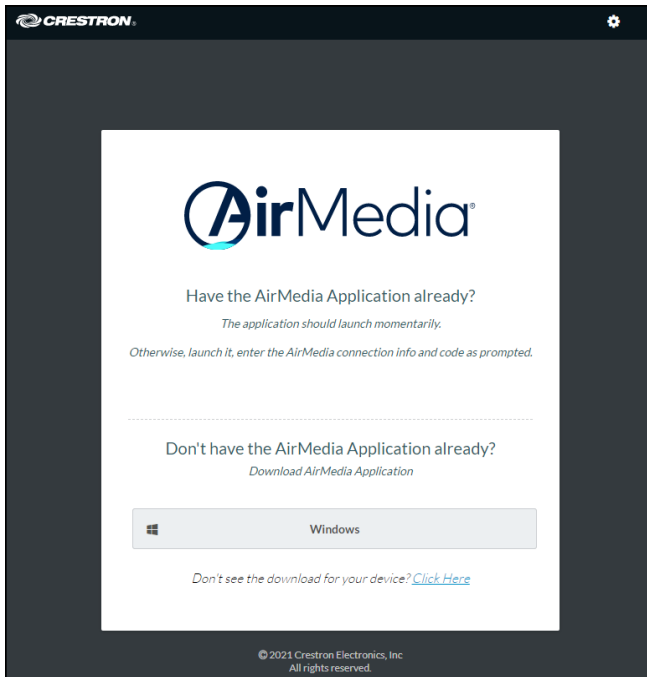 CRESTRON®
AirMedia®
Have the AirMedia Application already?
The application should launch momentarily.
Otherwise, launch it, enter the AirMedia connection info and code as prompted.
Don't have the AirMedia Application already?
Download AirMedia Application
Windows
Don't see the download for your device? Click Here
© 2021 Crestron Electronics, Inc
All rights reserved.